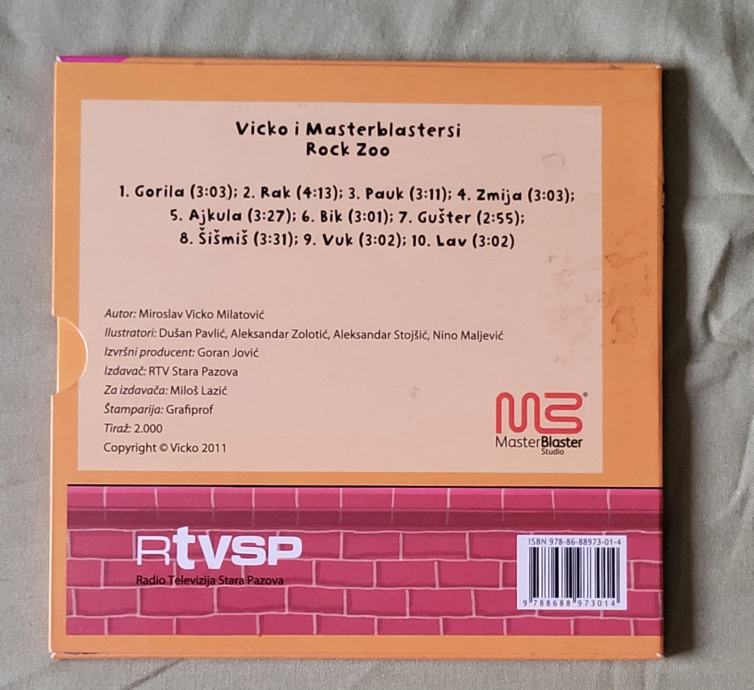 Vicko i Masterblastersi
Rock Zoo
1. Gorila (3:03); 2. Rak (4:13); 3. Pauk (3:11); 4. Zmija (3:03);
5. Ajkula (3:27); 6. Bik (3:01); 7. Gušter (2:55);
8. Šišmiš (3:31); 9. Vuk (3:02); 10. Lav (3:02)
Autor: Miroslav Vicko Milatović
Ilustratori: Dušan Pavlić, Aleksandar Zolotić, Aleksandar Stojšić, Nino Maljević
Izvršni producent: Goran Jović
Izdavač: RTV Stara Pazova
Za izdavača: Miloš Lazić
Štamparija: Grafiprof
Tiraž: 2.000
Copyright © Vicko 2011
MB®
MasterBlaster
Studio
RTVSP
Radio Televizija Stara Pazova
ISBN 978-86-88973-01-4
9 788688 973014